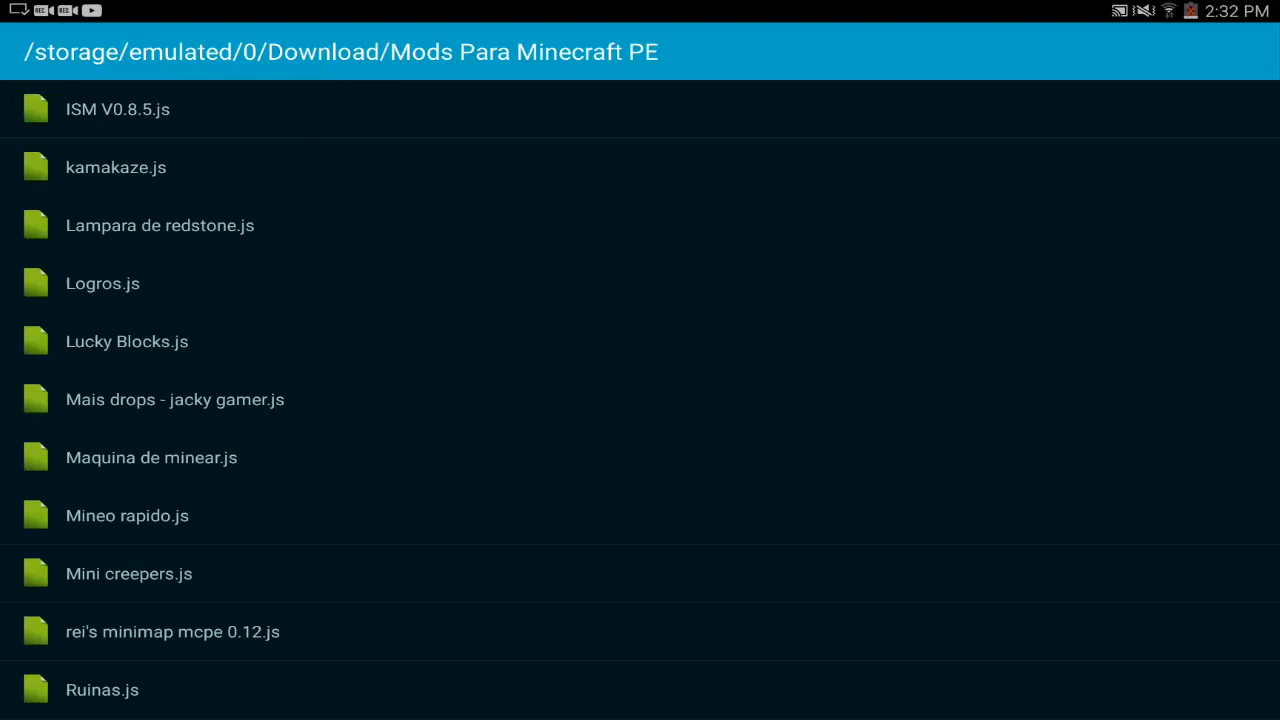 REC REC 2:32 PM
/storage/emulated/0/Download/Mods Para Minecraft PE
ISM V0.8.5.js
kamakaze.js
Lampara de redstone.js
Logros.js
Lucky Blocks.js
Mais drops - jacky gamer.js
Maquina de minear.js
Mineo rapido.js
Mini creepers.js
rei's minimap mcpe 0.12.js
Ruinas.js